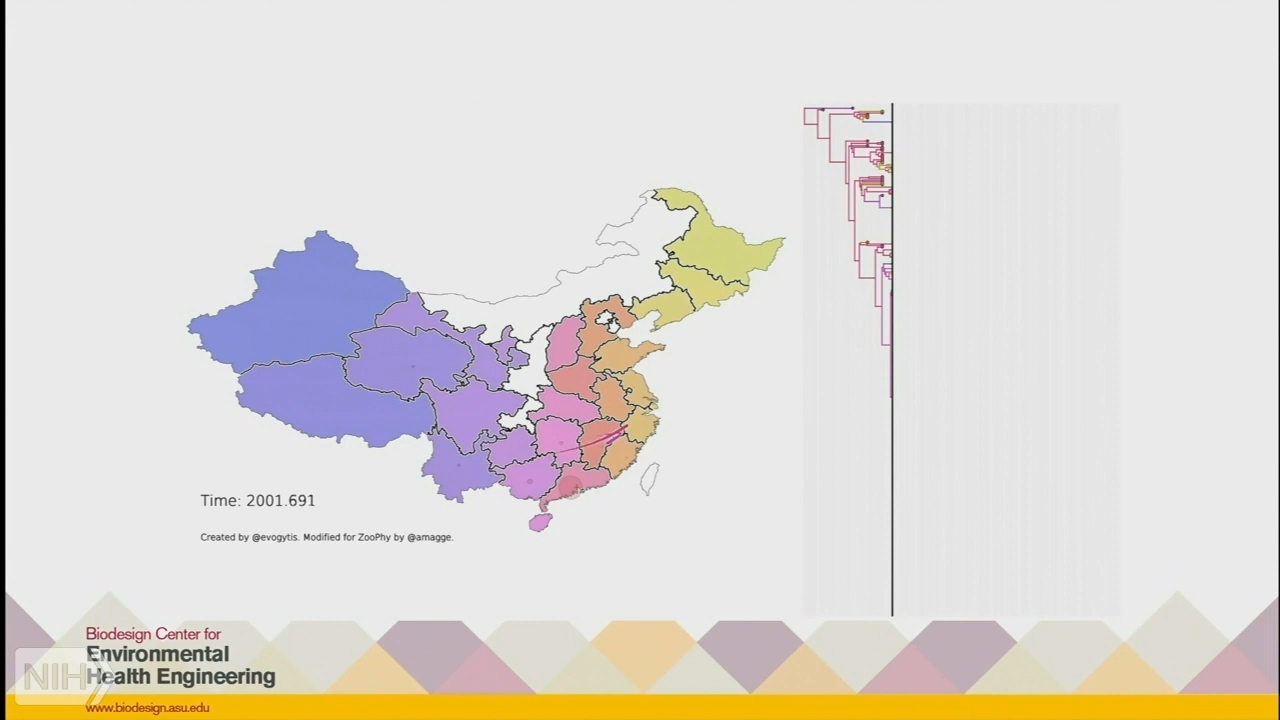 Time: 2001.691
Created by @evogytis. Modified for ZooPhy by @amagge.
Biodesign Center for
Environmental
Health Engineering
NIH
www.biodesign.asu.edu